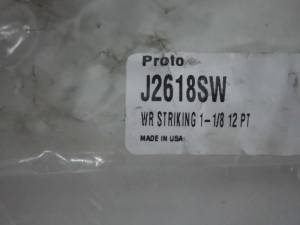 Proto
J2618SW
WR STRIKING 1-1/8 12 PT
MADE IN USA